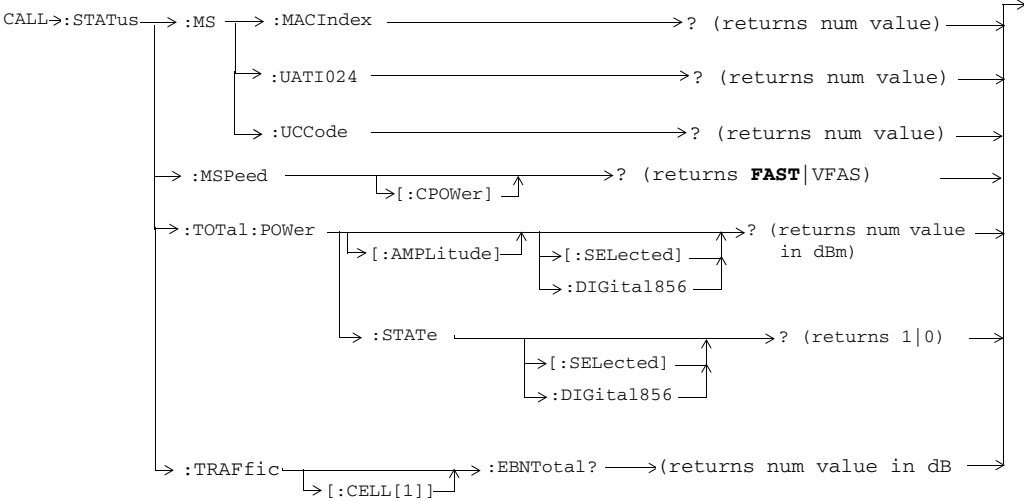 CALL :STATus :MS :MACIndex ? (returns num value)
:UATI024 ? (returns num value)
:UCCode ? (returns num value)
:MSPeed ? (returns FAST|VFAS)
[:CPOWer]
:TOTal:POWer ? (returns num value
[:AMPLitude] [:SELected] in dBm)
:DIGital856
:STATe ? (returns 1|0)
[:SELected]
:DIGital856
:TRAFfic :EBNTotal? (returns num value in dB
[:CELL[1]]